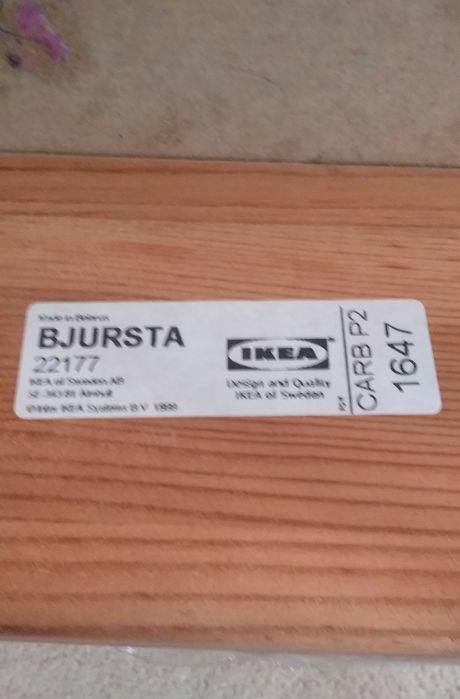 Made in Belarus
BJURSTA
22177
IKEA of Sweden AB
SE-343 81 Älmhult
© Inter IKEA Systems B.V. 1999
IKEA
Design and Quality
IKEA of Sweden
CARB P2
1647